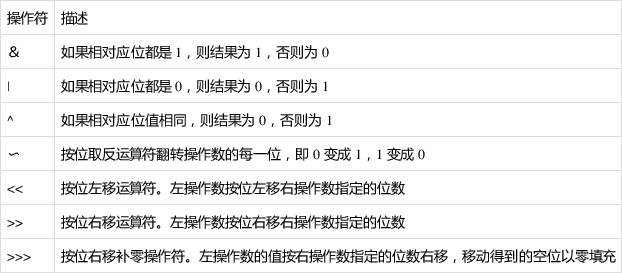 操作符 描述
& 如果相对应位都是 1，则结果为 1，否则为 0
| 如果相对应位都是 0，则结果为 0，否则为 1
^ 如果相对应位值相同，则结果为 0，否则为 1
~ 按位取反运算符翻转操作数的每一位，即 0 变成 1，1 变成 0
<< 按位左移运算符。左操作数按位左移右操作数指定的位数
>> 按位右移运算符。左操作数按位右移右操作数指定的位数
>>> 按位右移补零操作符。左操作数的值按右操作数指定的位数右移，移动得到的空位以零填充